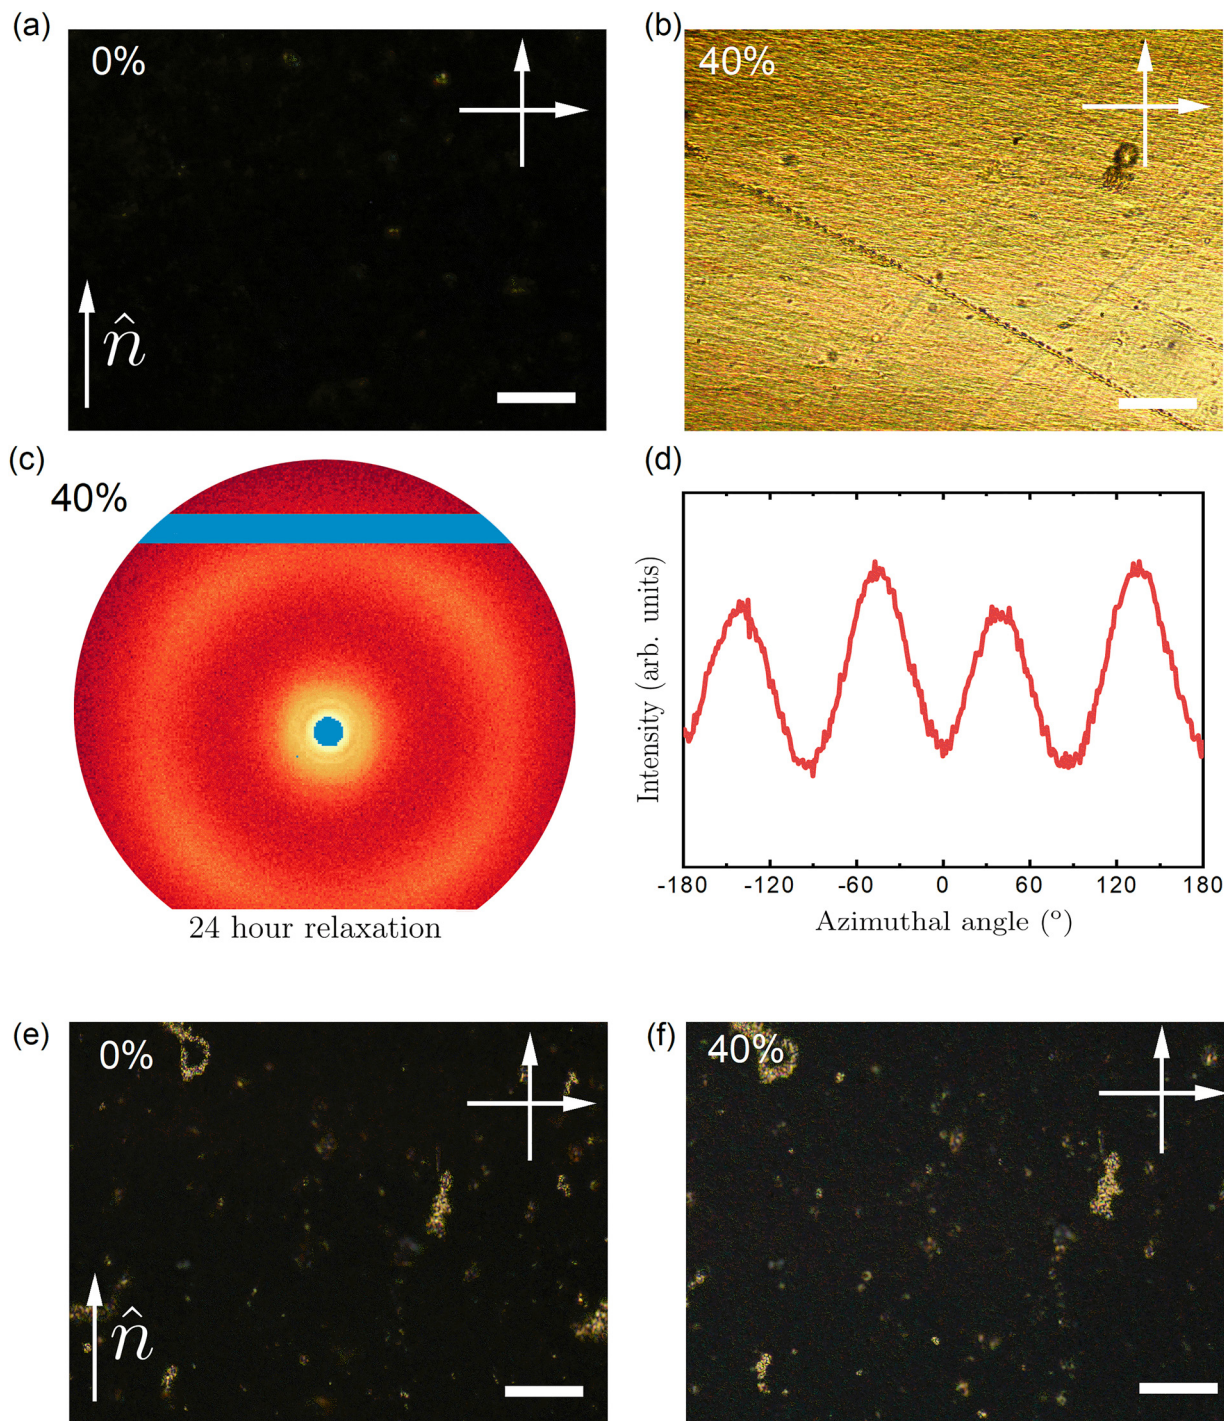 (a)
0%
n̂
(b)
40%
(c)
40%
24 hour relaxation
(d)
Intensity (arb. units)
-180 -120 -60 0 60 120 180
Azimuthal angle (°)
(e)
0%
n̂
(f)
40%